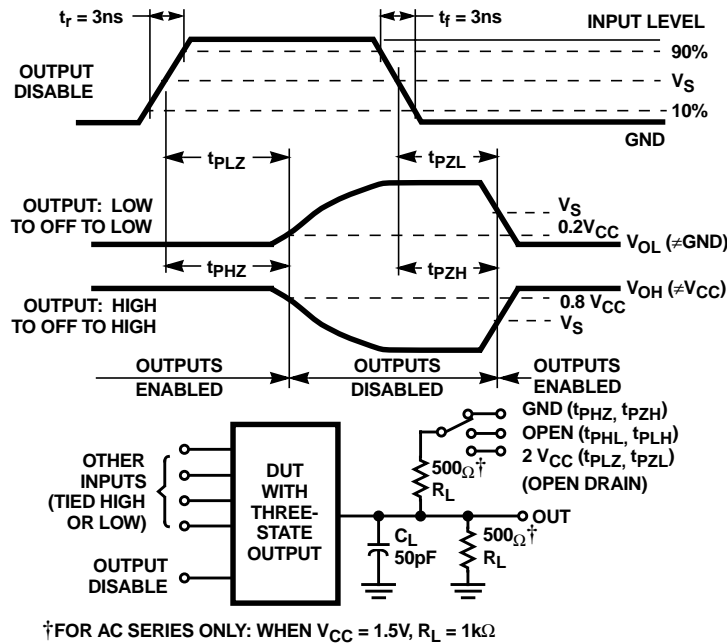 t_r = 3ns
t_f = 3ns
INPUT LEVEL
90%
OUTPUT
DISABLE
V_S
10%
GND
t_PLZ
t_PZL
OUTPUT: LOW
TO OFF TO LOW
V_S
0.2V_CC
V_OL (≠GND)
t_PHZ
t_PZH
OUTPUT: HIGH
TO OFF TO HIGH
V_OH (≠V_CC)
0.8 V_CC
V_S
OUTPUTS
ENABLED
OUTPUTS
DISABLED
OUTPUTS
ENABLED
GND (t_PHZ, t_PZH)
OPEN (t_PHL, t_PLH)
2 V_CC (t_PLZ, t_PZL)
(OPEN DRAIN)
OTHER
INPUTS
(TIED HIGH
OR LOW)
OUTPUT
DISABLE
DUT
WITH
THREE-
STATE
OUTPUT
500Ω†
R_L
OUT
C_L
50pF
500Ω†
R_L
†FOR AC SERIES ONLY: WHEN V_CC = 1.5V, R_L = 1kΩ